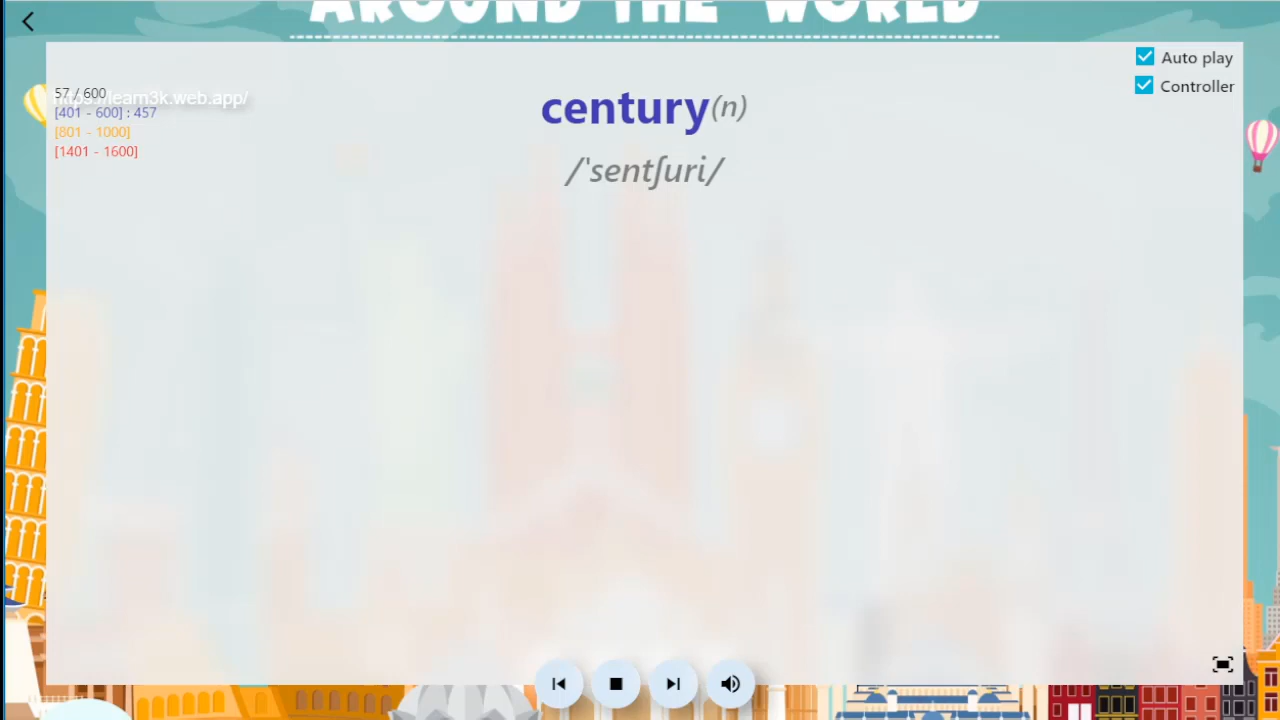 AROUND THE WORLD
Auto play
Controller
57 / 600
https://learn3k.web.app/
[401 - 600] : 457
[801 - 1000]
[1401 - 1600]
century(n)
/'sentʃuri/